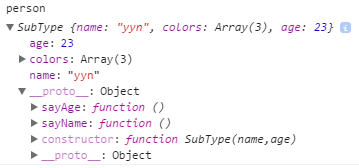 person
SubType {name: "yyn", colors: Array(3), age: 23}
age: 23
colors: Array(3)
name: "yyn"
__proto__: Object
sayAge: function ()
sayName: function ()
constructor: function SubType(name,age)
__proto__: Object